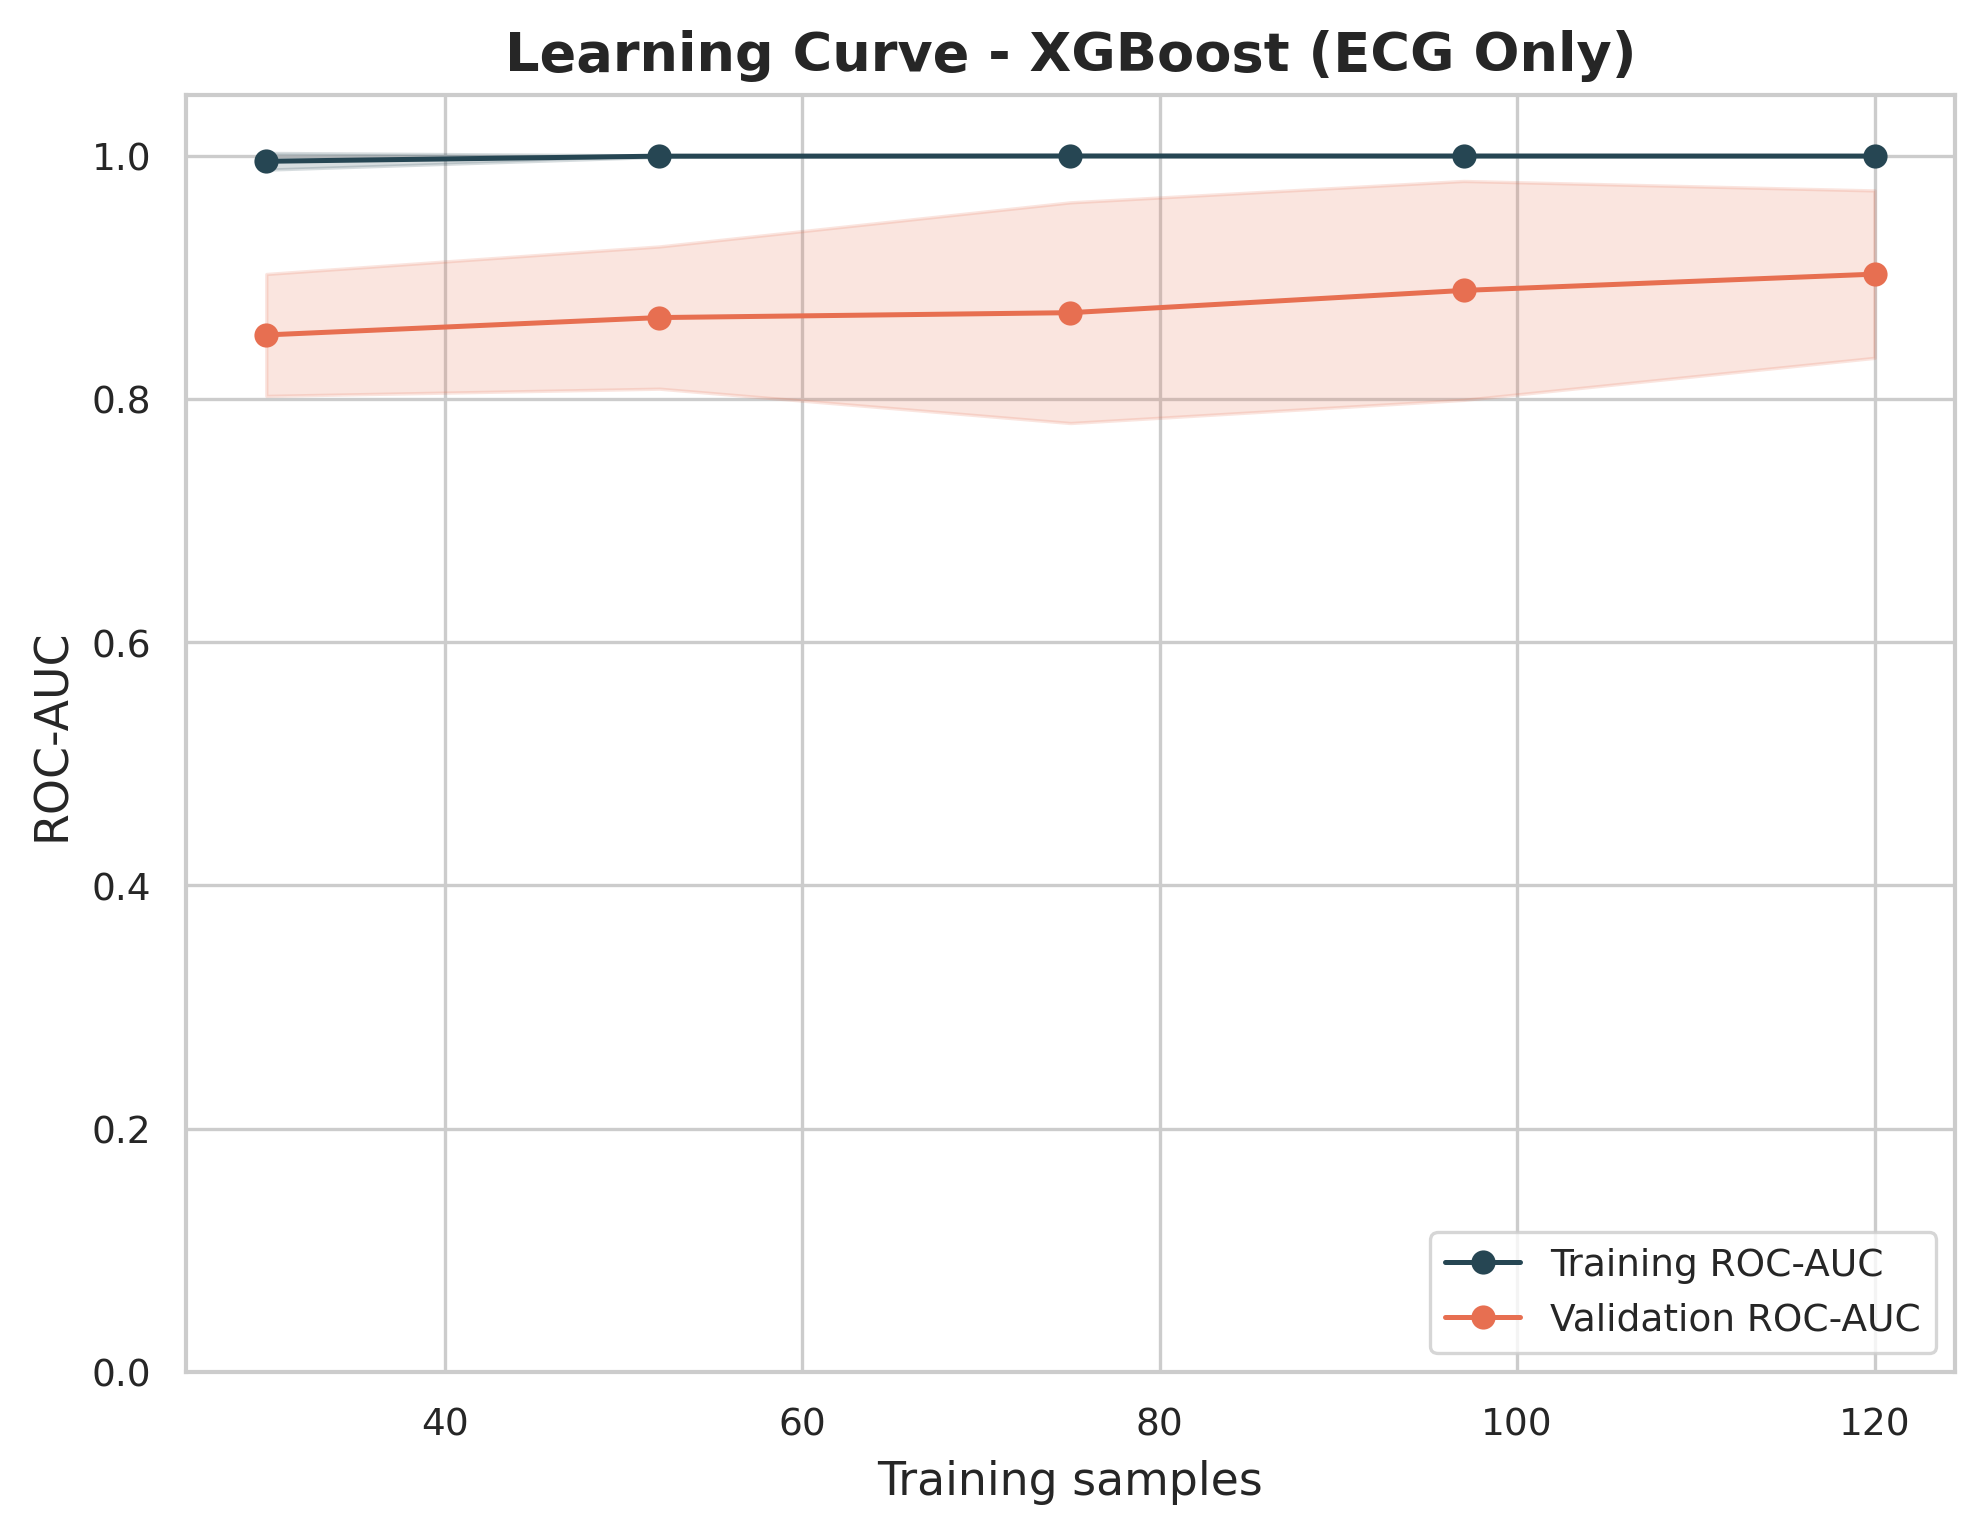 Learning Curve - XGBoost (ECG Only)
ROC-AUC
1.0
0.8
0.6
0.4
0.2
0.0
40 60 80 100 120
Training samples
Training ROC-AUC
Validation ROC-AUC